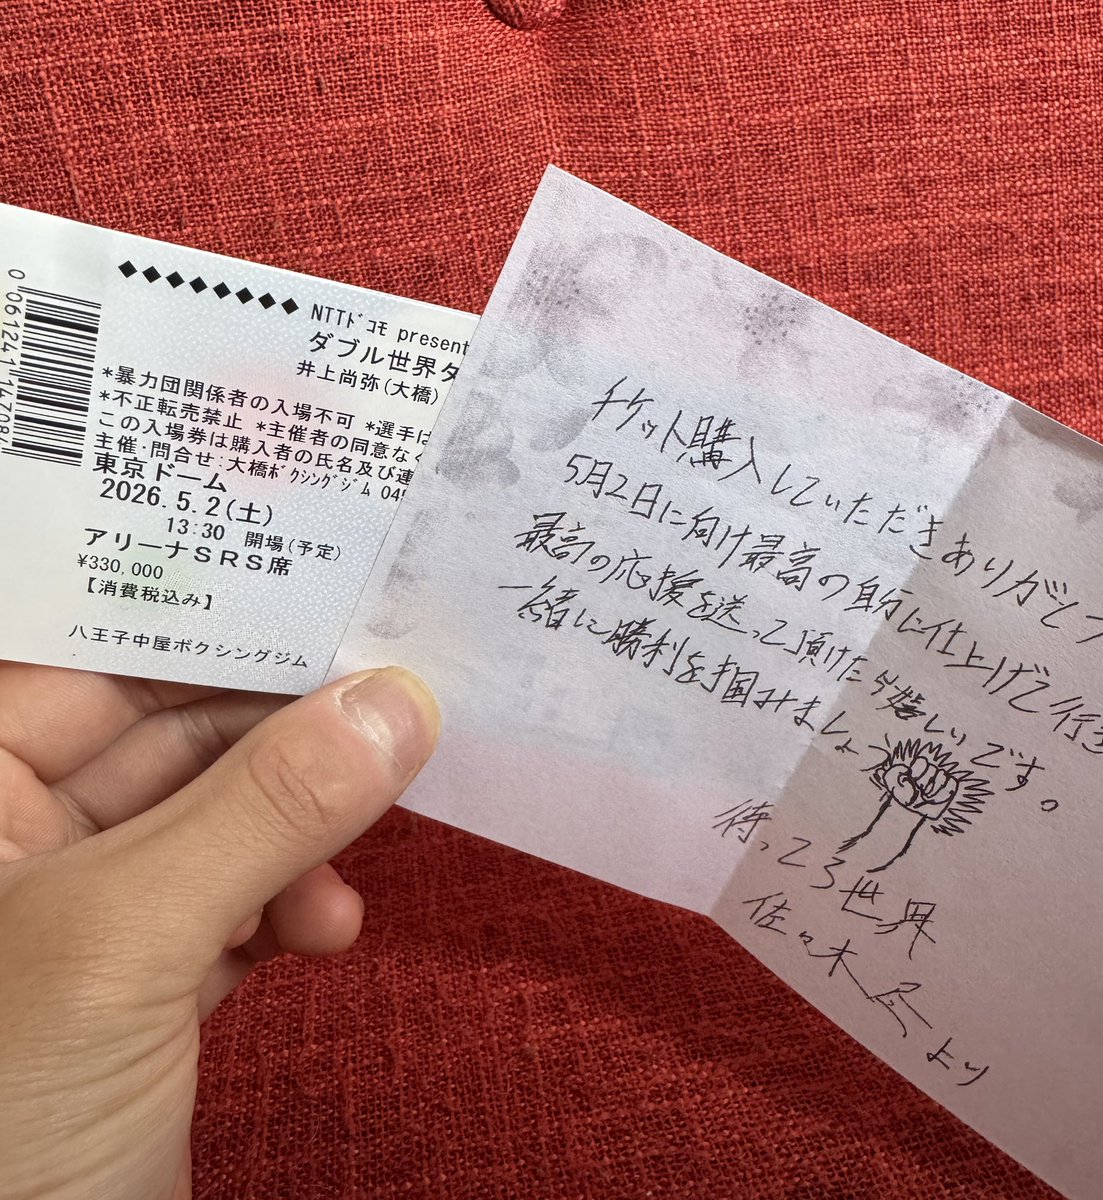 0 061241 14708
◆◆◆◆◆◆◆◆
NTTﾄﾞｺﾓ present
ダブル世界タ
井上尚弥(大橋)
*暴力団関係者の入場不可 *選手は
*不正転売禁止 *主催者の同意なく
この入場券は購入者の氏名及び連
主催・問合せ:大橋ﾎﾞｸｼﾝｸﾞｼﾞﾑ 045
東京ドーム
2026. 5. 2(土)
13:30 開場(予定)
アリーナSRS席
¥330,000
【消費税込み】
八王子中屋ボクシングジム
チケット購入していただきありがとう
5月2日に向け最高の自分に仕上げて行き
最高の応援を送って頂けたら嬉しいです。
一緒に勝利を掴みましょう
待ってろ世界
佐々木尽より